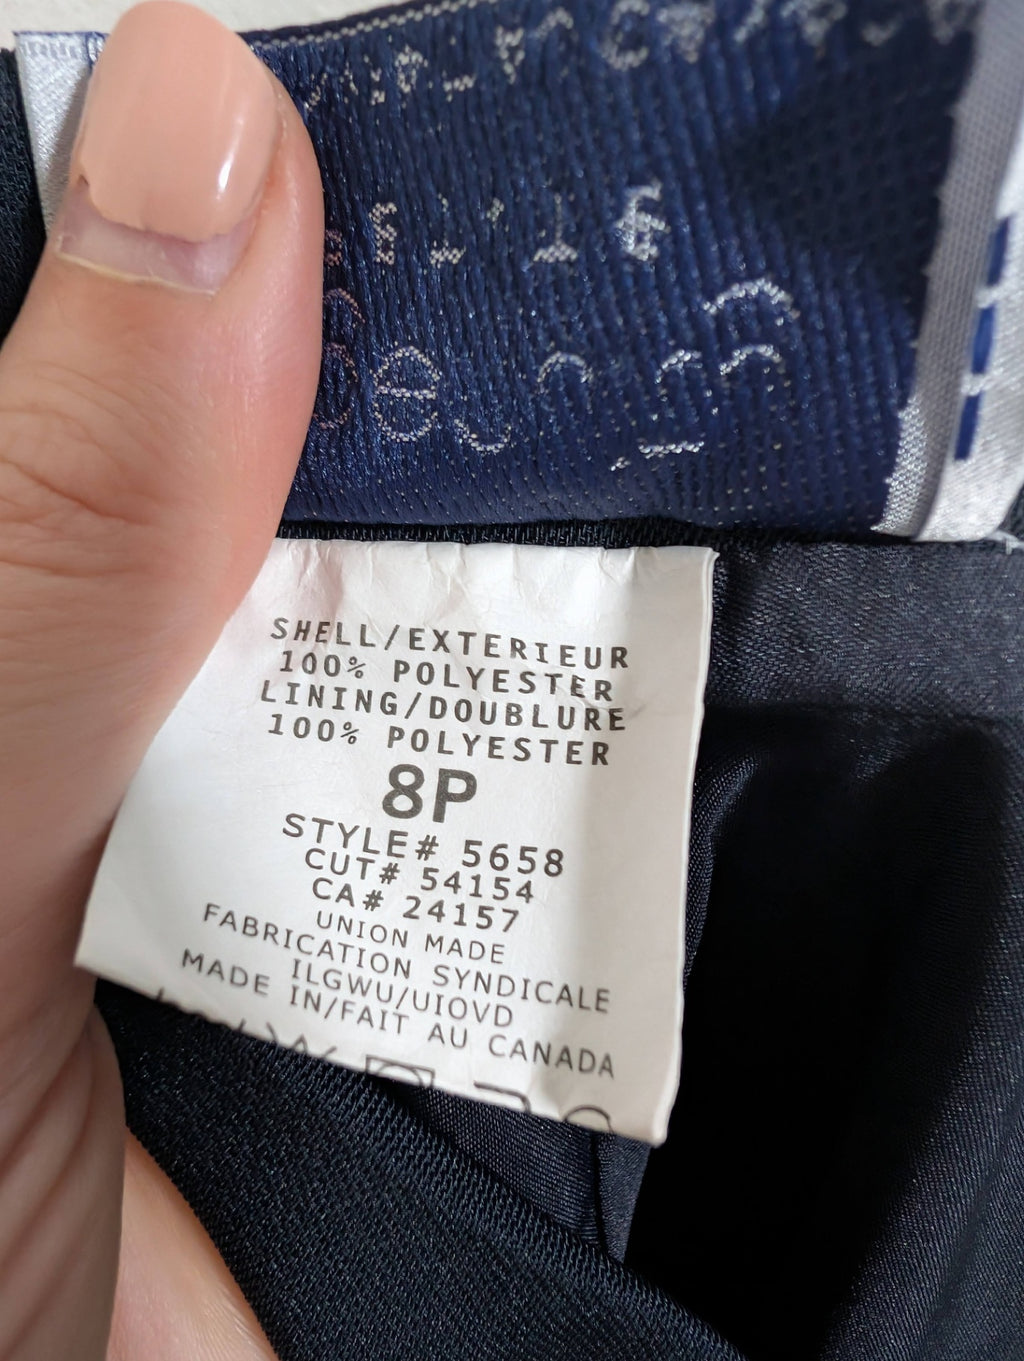 SHELL/EXTERIEUR
100% POLYESTER
LINING/DOUBLURE
100% POLYESTER
8P
STYLE# 5658
CUT# 54154
CA# 24157
UNION MADE
FABRICATION SYNDICALE
ILGWU/UIOVD
MADE IN/FAIT AU CANADA